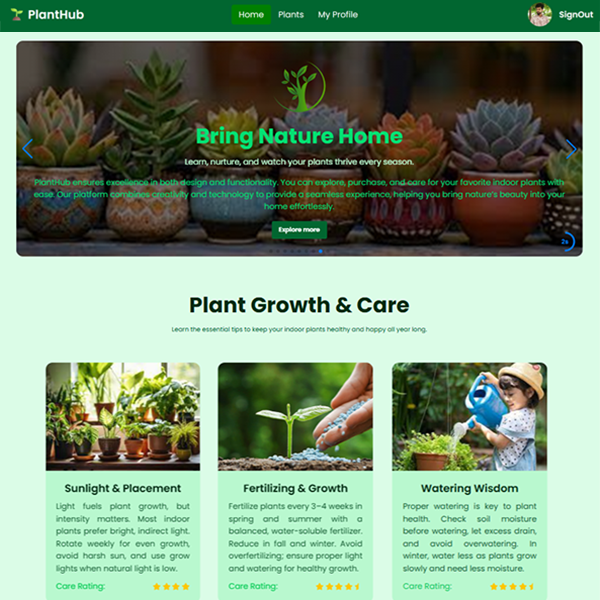 PlantHub
Home Plants My Profile
SignOut
Bring Nature Home
Learn, nurture, and watch your plants thrive every season.
PlantHub ensures excellence in both design and functionality. You can explore, purchase, and care for your favorite indoor plants with
ease. Our platform combines creativity and technology to provide a seamless experience, helping you bring nature's beauty into your
home effortlessly.
Explore more
2s
Plant Growth & Care
Learn the essential tips to keep your indoor plants healthy and happy all year long.
Sunlight & Placement
Light fuels plant growth, but
intensity matters. Most indoor
plants prefer bright, indirect light.
Rotate weekly for even growth,
avoid harsh sun, and use grow
lights when natural light is low.
Care Rating:
Fertilizing & Growth
Fertilize plants every 3–4 weeks in
spring and summer with a
balanced, water-soluble fertilizer.
Reduce in fall and winter. Avoid
overfertilizing; ensure proper light
and watering for healthy growth.
Care Rating:
Watering Wisdom
Proper watering is key to plant
health. Check soil moisture
before watering, let excess drain,
and avoid overwatering. In
winter, water less as plants grow
slowly and need less moisture.
Care Rating: